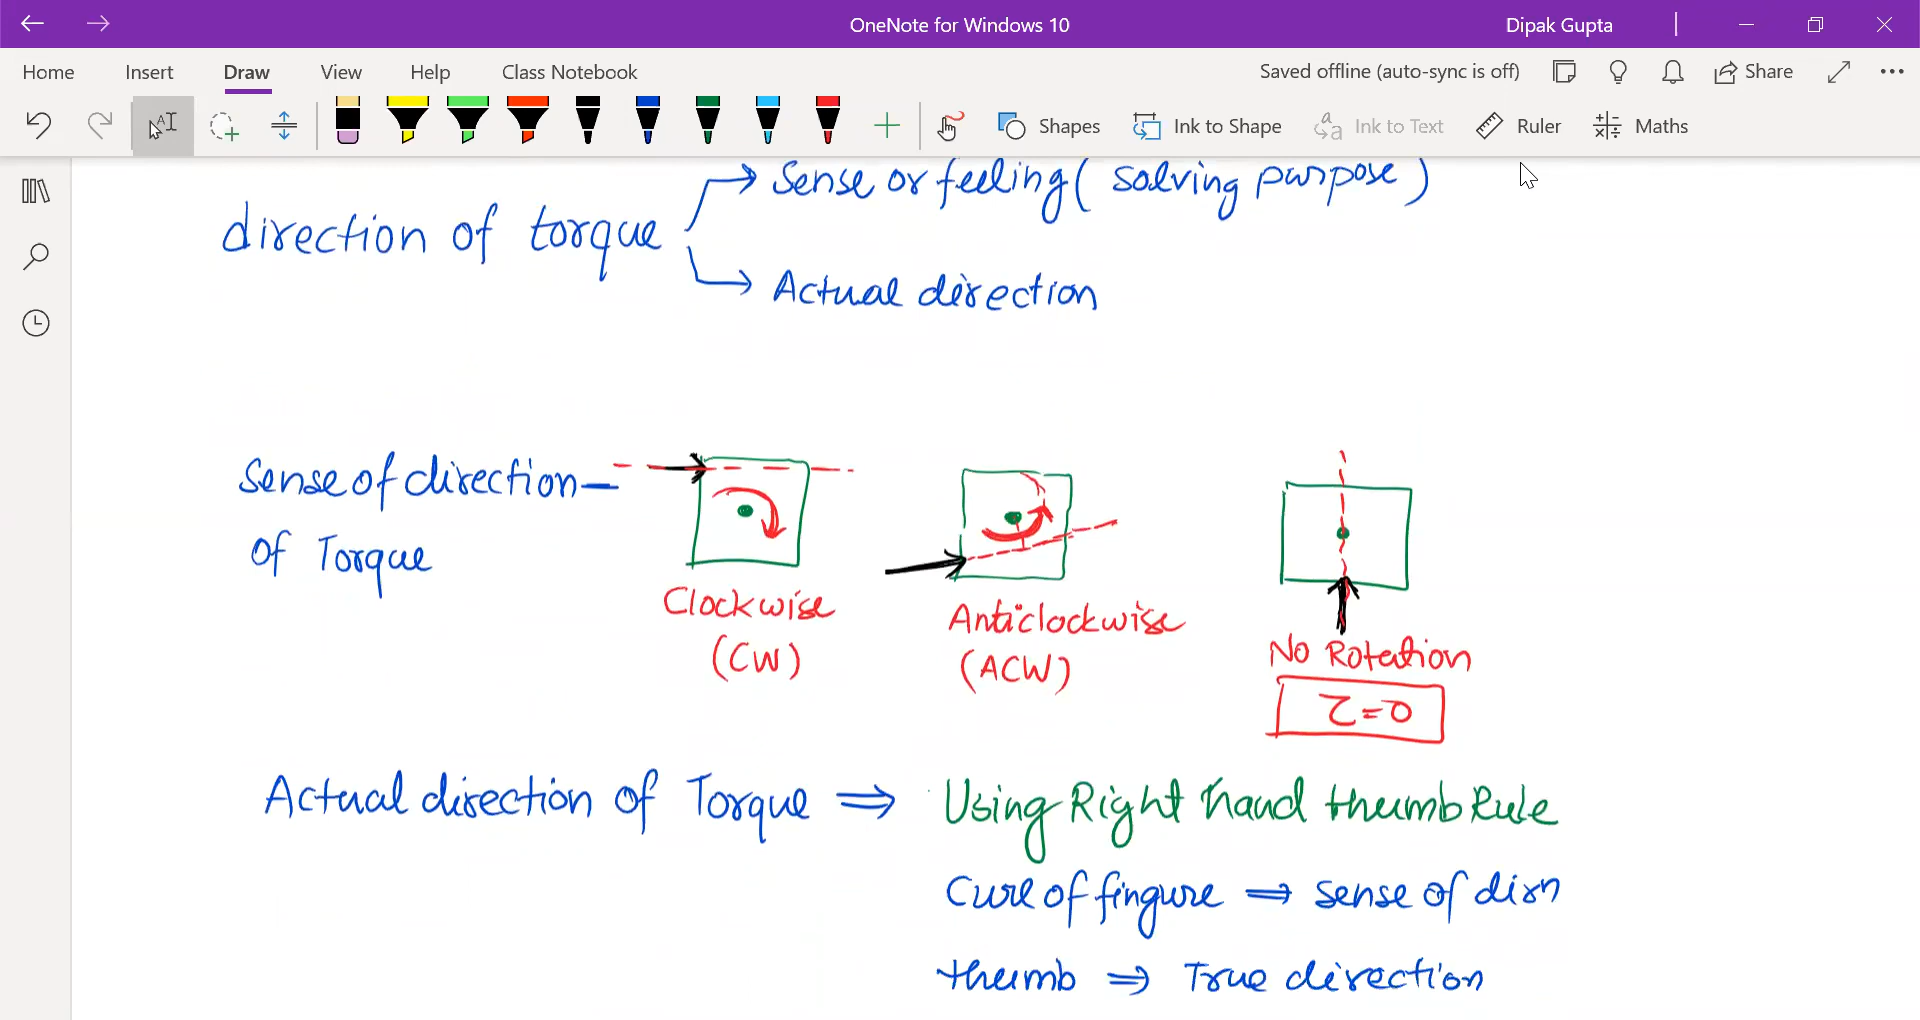 OneNote for Windows 10
Dipak Gupta
Home Insert Draw View Help Class Notebook
Saved offline (auto-sync is off) Share
Shapes Ink to Shape Ink to Text Ruler Maths
Sense or feeling ( solving purpose )
direction of torque
Actual direction
Sense of direction
of Torque
Clockwise
(CW)
Anticlockwise
(ACW)
No Rotation
τ=0
Actual direction of Torque ⇒ Using Right hand thumb Rule
Curl of fingure ⇒ sense of dirn
thumb ⇒ True direction